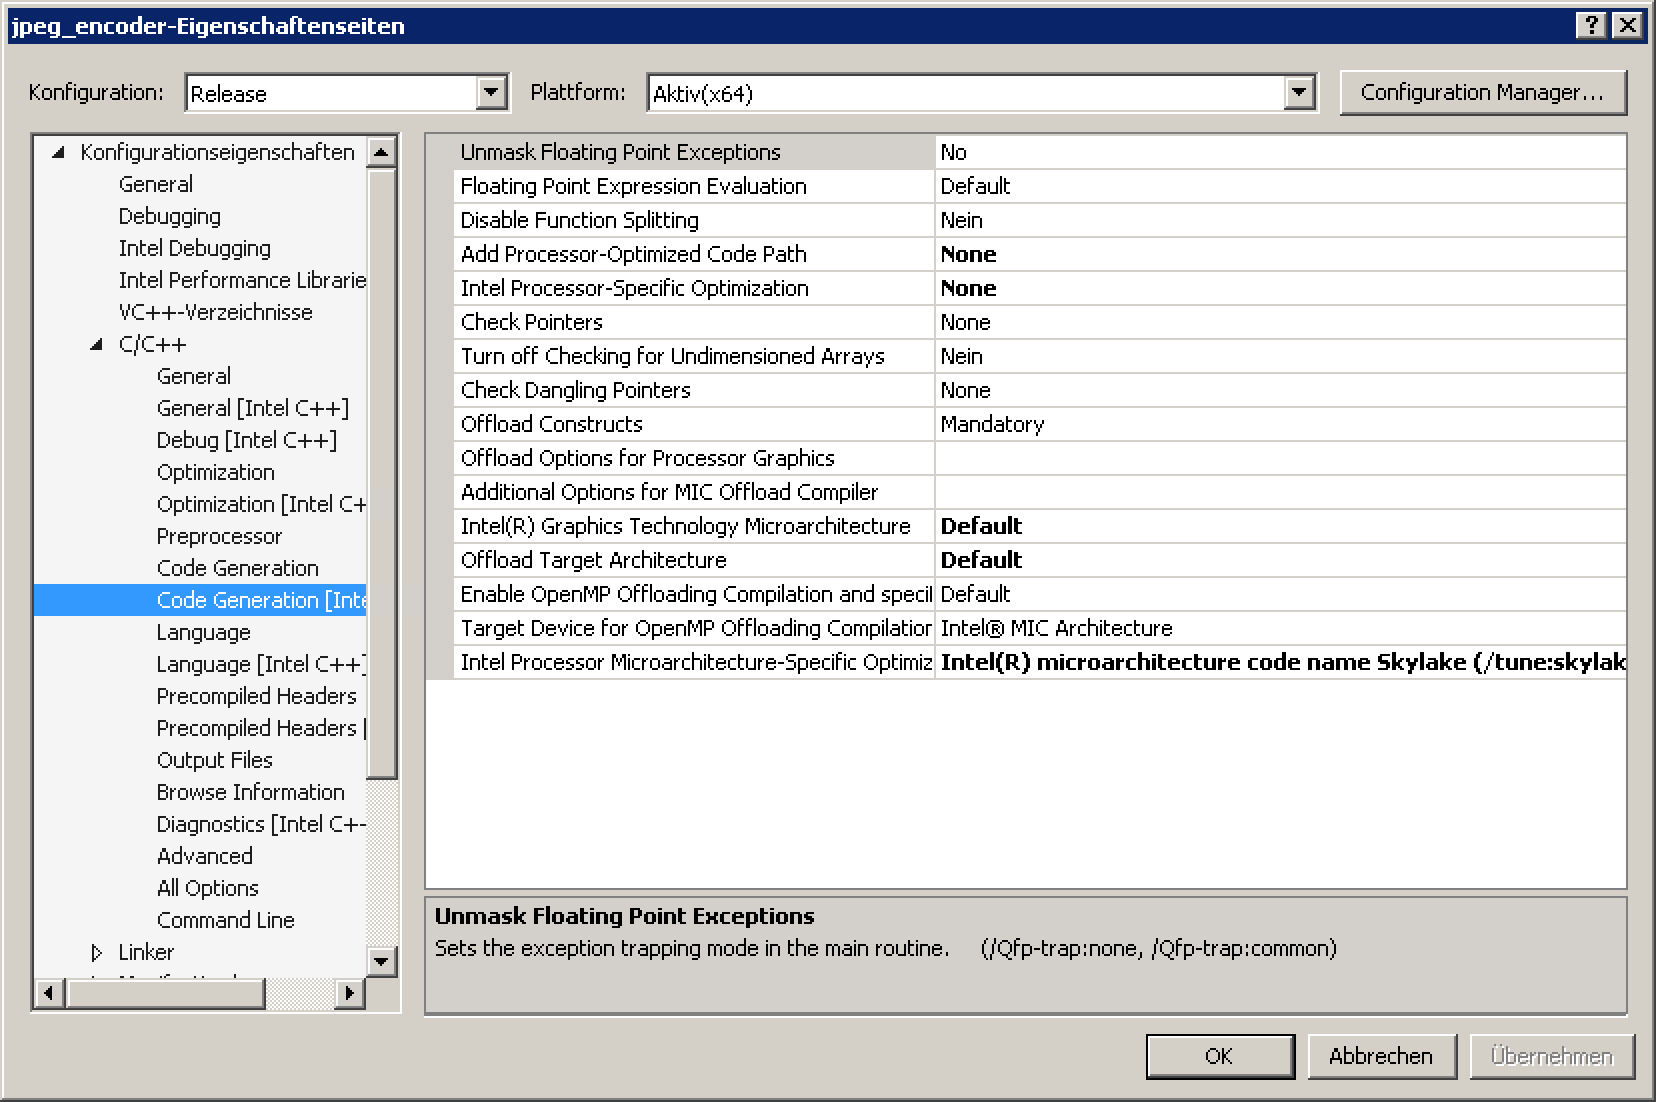 jpeg_encoder-Eigenschaftenseiten
Konfiguration: Release Plattform: Aktiv(x64) Configuration Manager...
Konfigurationseigenschaften
General
Debugging
Intel Debugging
Intel Performance Librarie
VC++-Verzeichnisse
C/C++
General
General [Intel C++]
Debug [Intel C++]
Optimization
Optimization [Intel C+
Preprocessor
Code Generation
Code Generation [Inte
Language
Language [Intel C++]
Precompiled Headers
Precompiled Headers [
Output Files
Browse Information
Diagnostics [Intel C+-
Advanced
All Options
Command Line
Linker
Unmask Floating Point Exceptions No
Floating Point Expression Evaluation Default
Disable Function Splitting Nein
Add Processor-Optimized Code Path None
Intel Processor-Specific Optimization None
Check Pointers None
Turn off Checking for Undimensioned Arrays Nein
Check Dangling Pointers None
Offload Constructs Mandatory
Offload Options for Processor Graphics
Additional Options for MIC Offload Compiler
Intel(R) Graphics Technology Microarchitecture Default
Offload Target Architecture Default
Enable OpenMP Offloading Compilation and specif Default
Target Device for OpenMP Offloading Compilation Intel® MIC Architecture
Intel Processor Microarchitecture-Specific Optimiz Intel(R) microarchitecture code name Skylake (/tune:skylak
Unmask Floating Point Exceptions
Sets the exception trapping mode in the main routine. (/Qfp-trap:none, /Qfp-trap:common)
OK Abbrechen Übernehmen